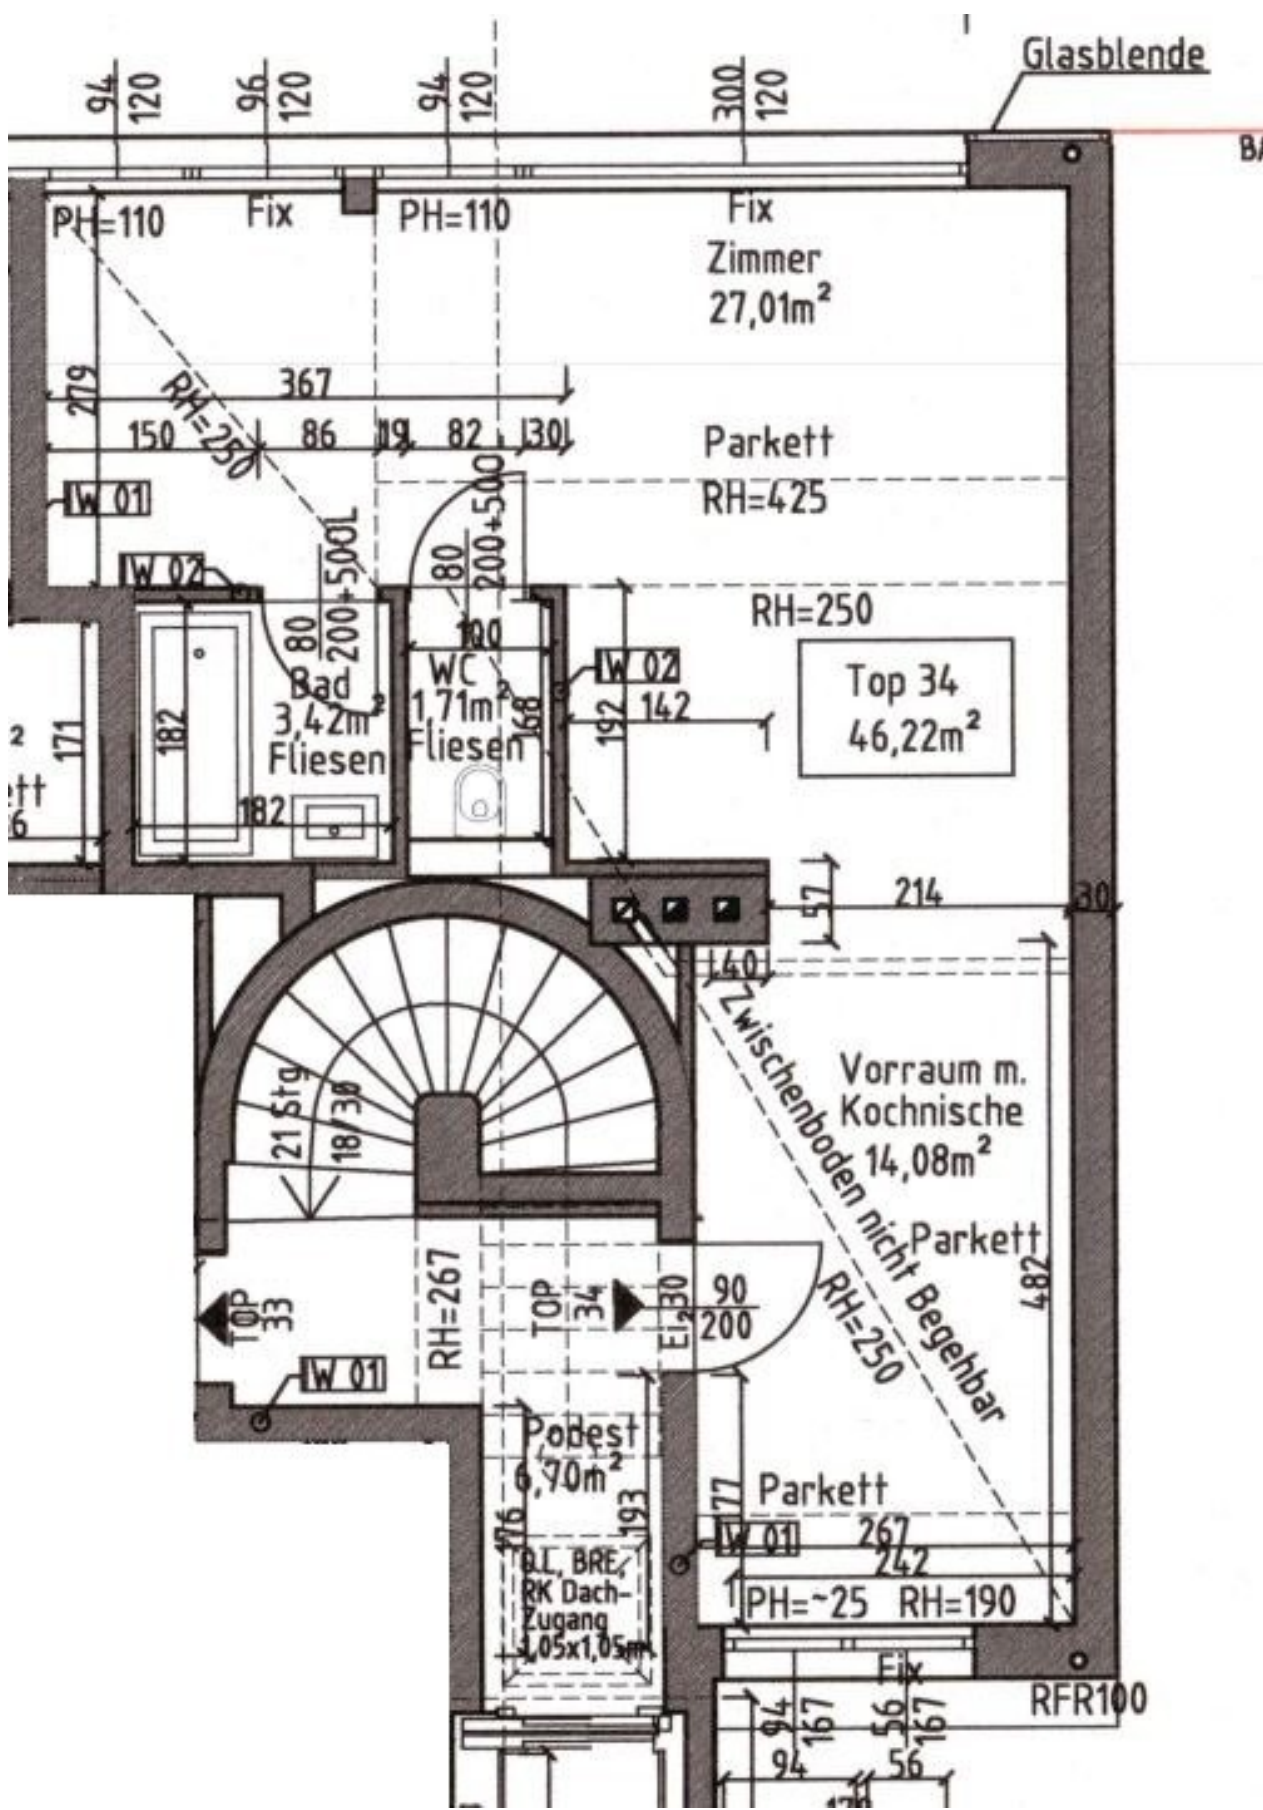 Glasblende
94
120
96
120
94
120
300
120
PH=110
Fix
PH=110
Fix
Zimmer
27,01m²
279
367
RH=250
150
86
19
82
30
Parkett
RH=425
IW 01
IW 02
80
200+500L
80
200+500
RH=250
100
Bad
3,42m²
Fliesen
182
182
WC
1,71m²
Fliesen
168
IW 02
192
142
Top 34
46,22m²
171
57
214
30
40
Zwischenboden nicht Begehbar
RH=250
Vorraum m.
Kochnische
14,08m²
Parkett
482
21 Stg.
18/30
RH=267
TOP
33
TOP
34
EI₂30
90
200
IW 01
Podest
6,70m²
176
193
177
Parkett
IW 01
267
242
PH=~25
RH=190
RK Dach-
Zugang
1,05x1,05m
Fix
RFR100
94
167
56
167
94
56